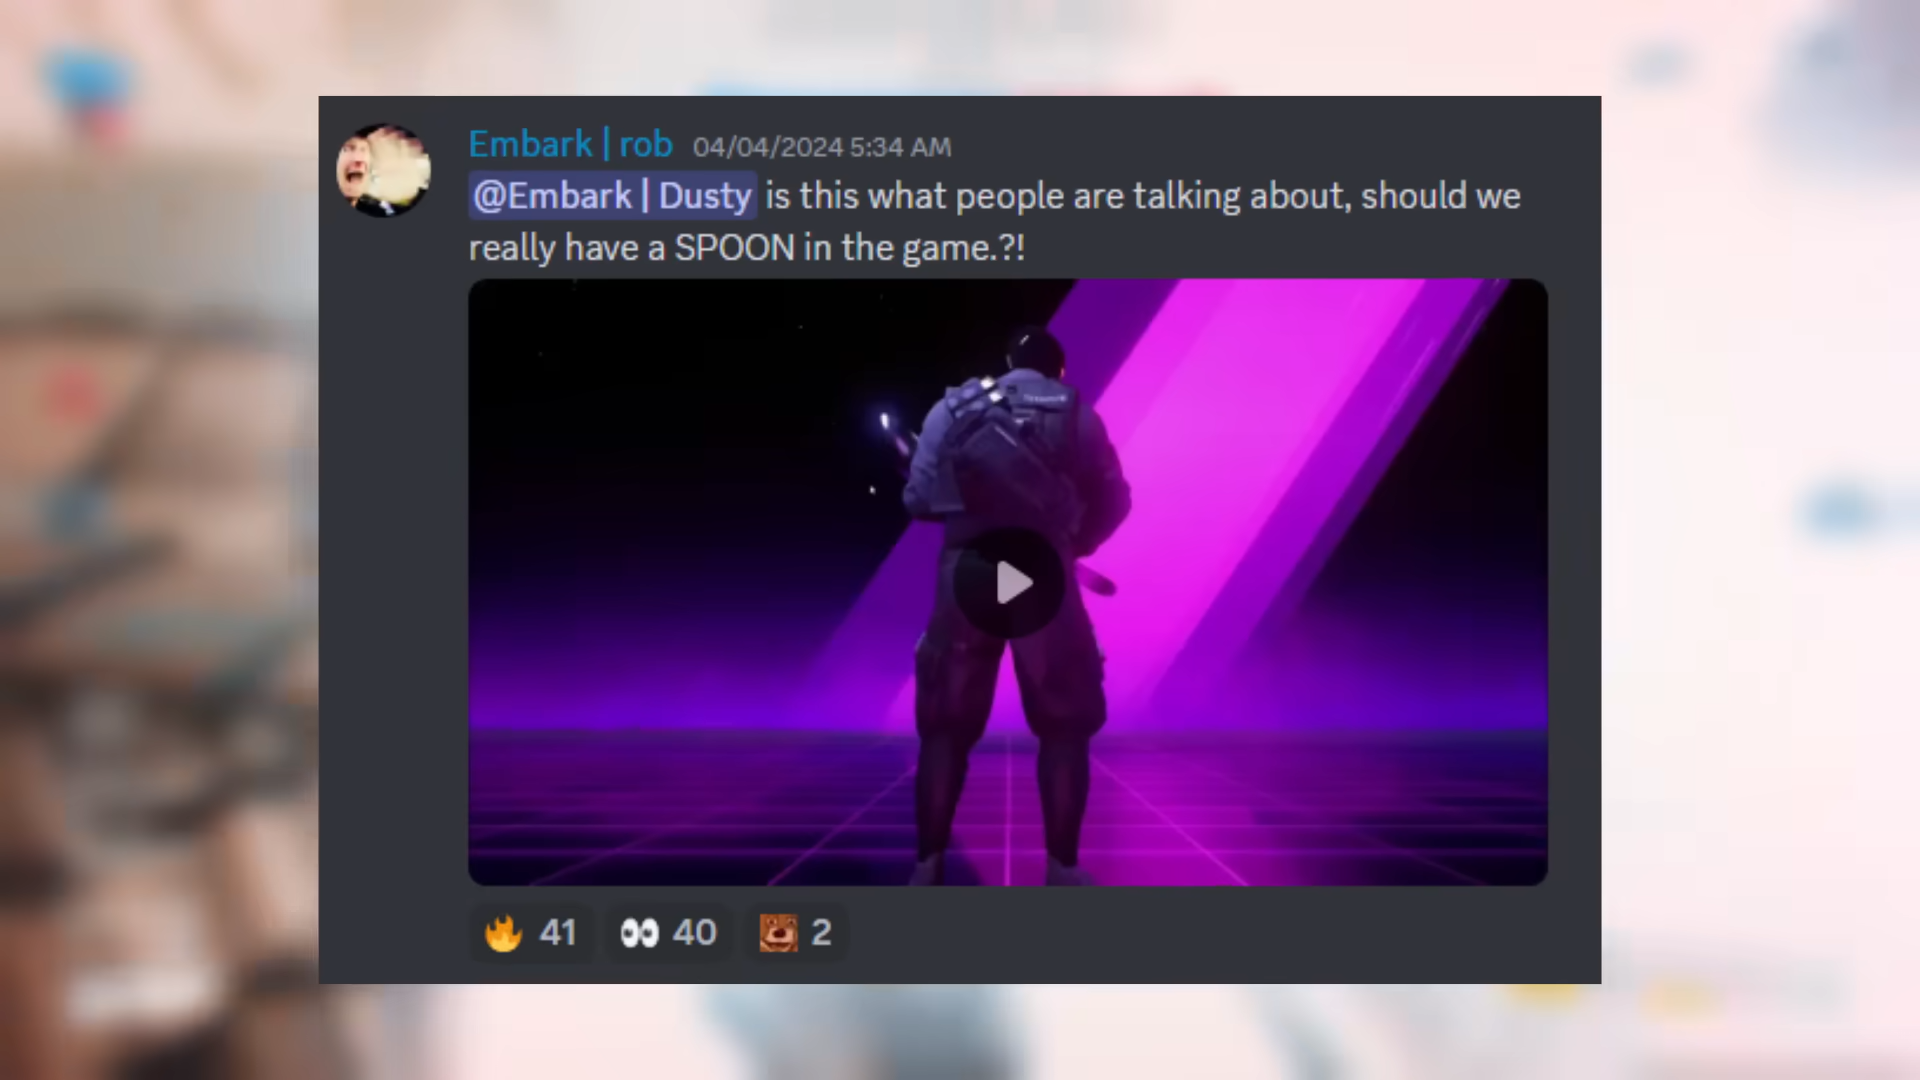 Embark | rob 04/04/2024 5:34 AM
@Embark | Dusty is this what people are talking about, should we
really have a SPOON in the game.?!
41 40 2